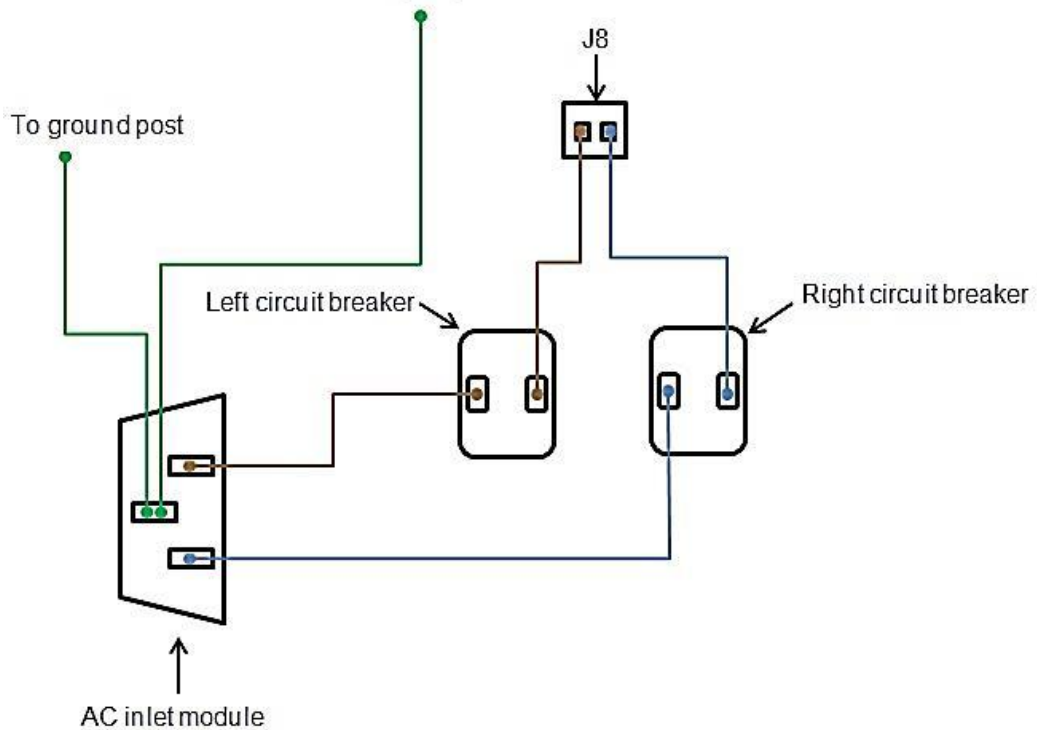 J8
To ground post
Left circuit breaker
Right circuit breaker
AC inlet module